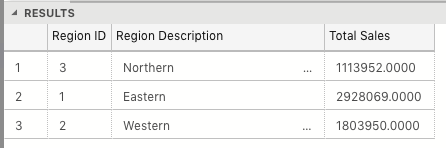 RESULTS
Region ID Region Description Total Sales
1 3 Northern ... 1113952.0000
2 1 Eastern 2928069.0000
3 2 Western ... 1803950.0000